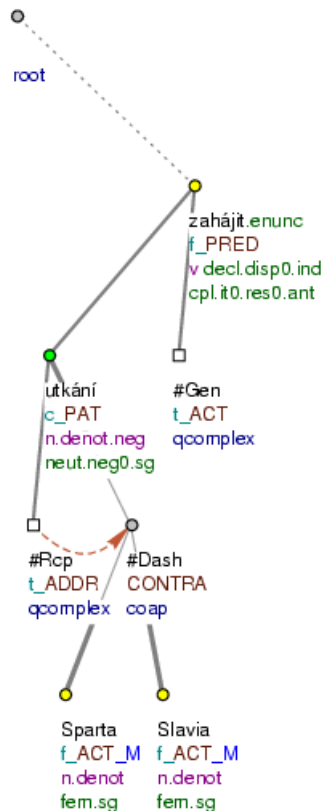 root
zahájit.enunc
f_PRED
v decl.disp0.ind
cpl.it0.res0.ant
utkání
c_PAT
n.denot.neg
neut.neg0.sg
#Gen
t_ACT
qcomplex
#Rcp
t_ADDR
qcomplex
#Dash
CONTRA
coap
Sparta
f_ACT_M
n.denot
fem.sg
Slavia
f_ACT_M
n.denot
fem.sg